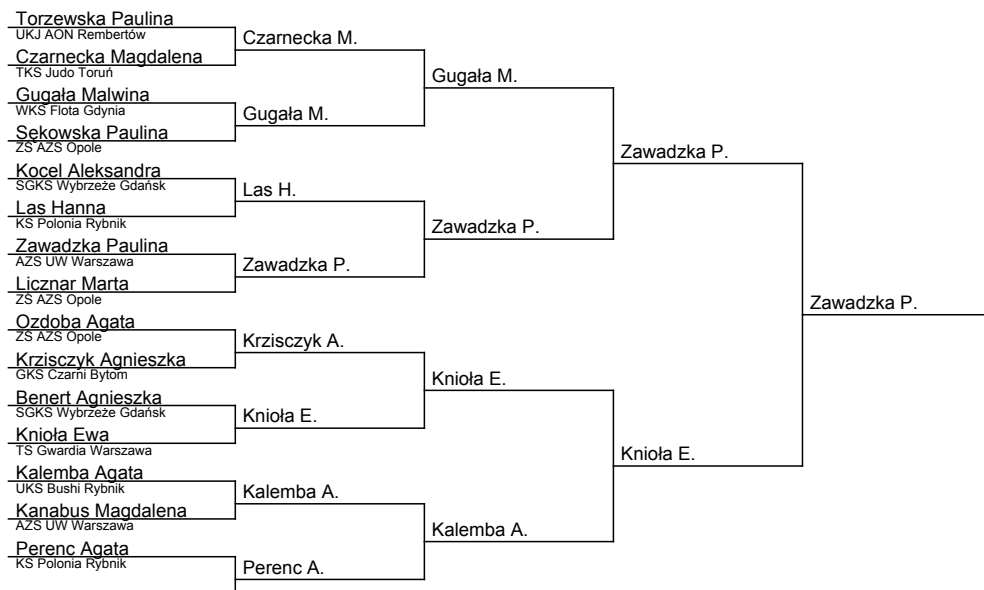 Torzewska Paulina
UKJ AON Rembertów
Czarnecka Magdalena
TKS Judo Toruń
Gugała Malwina
WKS Flota Gdynia
Sękowska Paulina
ZS AZS Opole
Kocel Aleksandra
SGKS Wybrzeże Gdańsk
Las Hanna
KS Polonia Rybnik
Zawadzka Paulina
AZS UW Warszawa
Licznar Marta
ZS AZS Opole
Ozdoba Agata
ZS AZS Opole
Krzisczyk Agnieszka
GKS Czarni Bytom
Benert Agnieszka
SGKS Wybrzeże Gdańsk
Knioła Ewa
TS Gwardia Warszawa
Kalemba Agata
UKS Bushi Rybnik
Kanabus Magdalena
AZS UW Warszawa
Perenc Agata
KS Polonia Rybnik
Czarnecka M.
Gugała M.
Las H.
Zawadzka P.
Krzisczyk A.
Knioła E.
Kalemba A.
Perenc A.
Gugała M.
Zawadzka P.
Knioła E.
Kalemba A.
Zawadzka P.
Knioła E.
Zawadzka P.